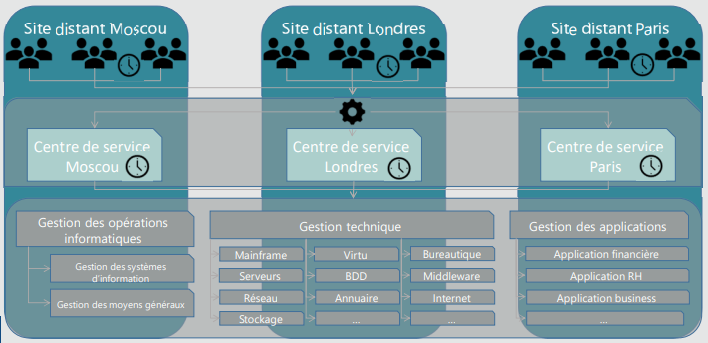 Site distant Moscou
Site distant Londres
Site distant Paris
Centre de service
Moscou
Centre de service
Londres
Centre de service
Paris
Gestion des opérations
informatiques
Gestion des systèmes
d'information
Gestion des moyens généraux
Gestion technique
Mainframe
Virtu
Bureautique
Serveurs
BDD
Middleware
Réseau
Annuaire
Internet
Stockage
...
...
Gestion des applications
Application financière
Application RH
Application business
...